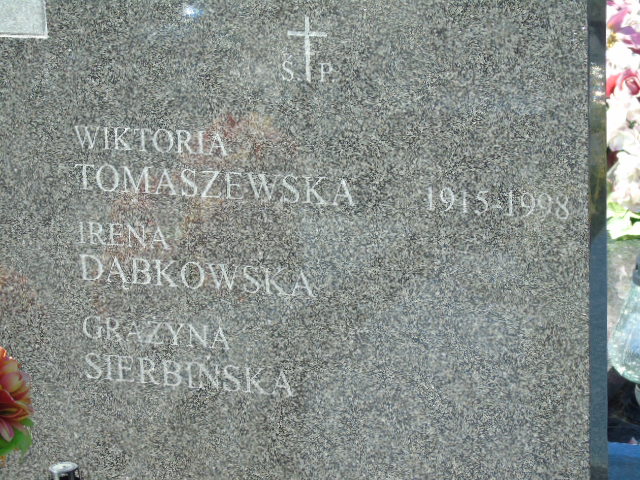 Ś P
WIKTORIA
TOMASZEWSKA 1915-1998
IRENA
DĄBKOWSKA
GRAŻYNA
SIERBIŃSKA